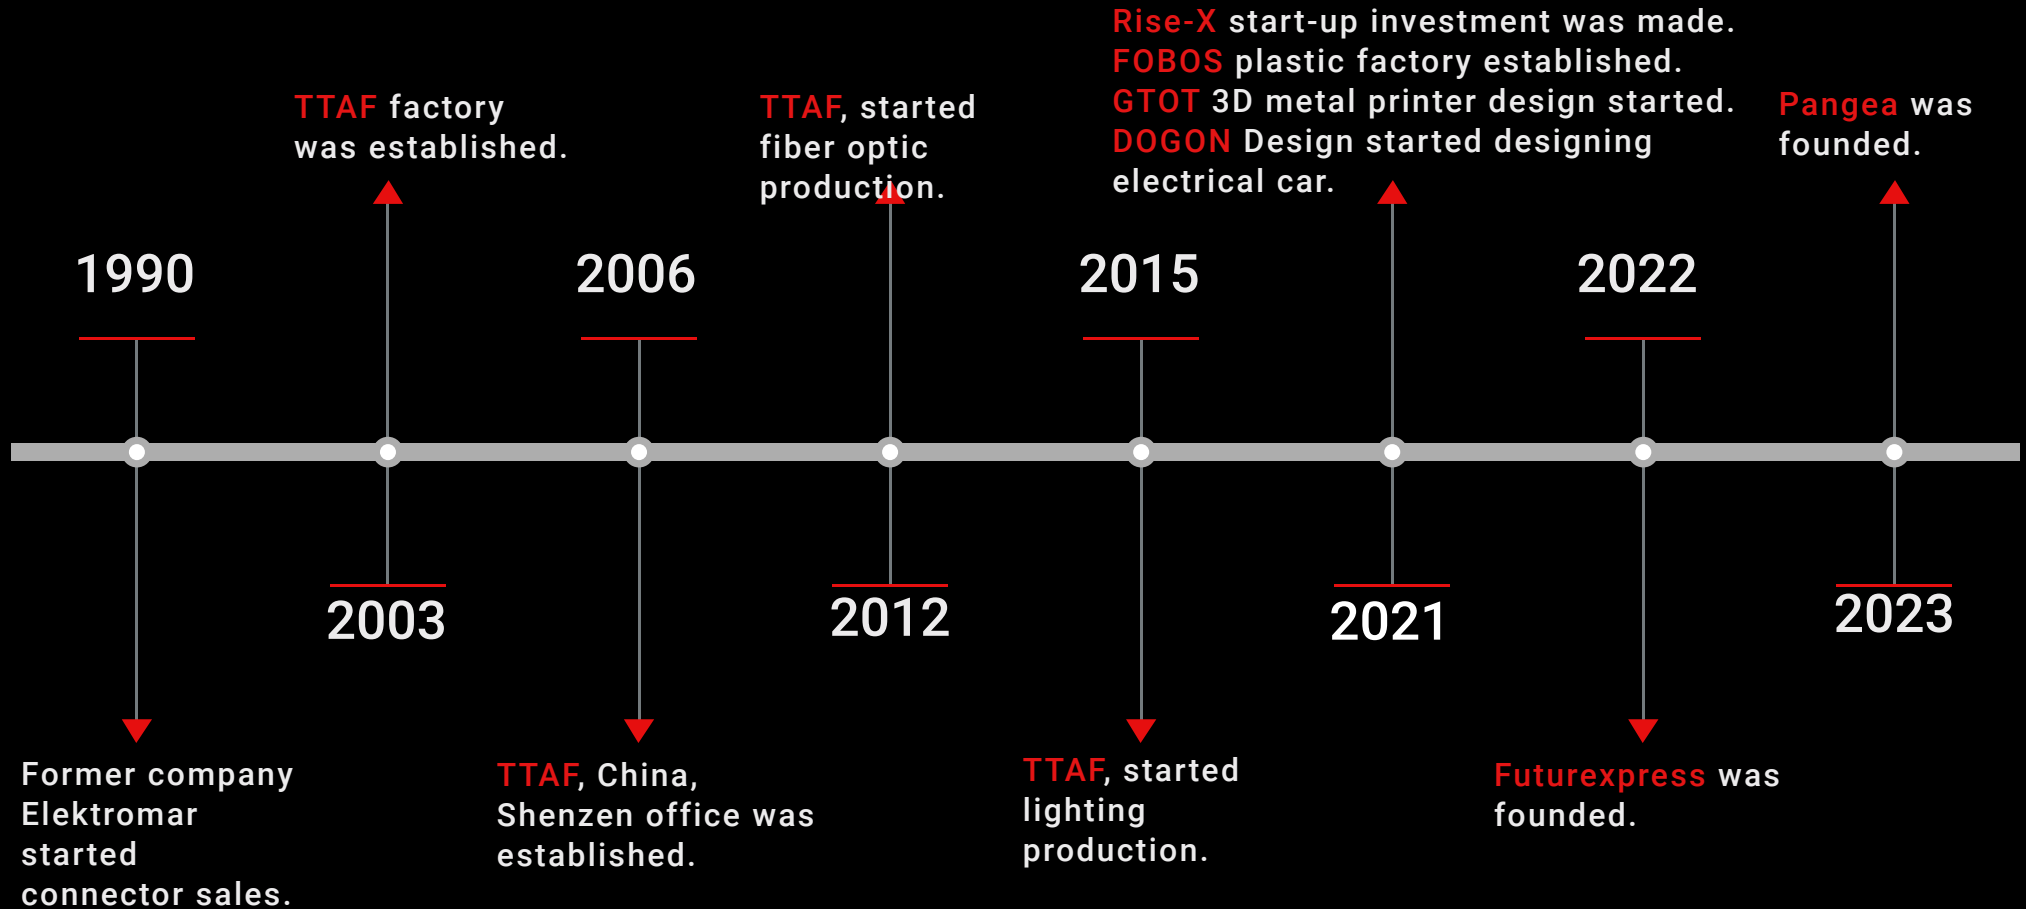 1990
Former company
Elektromar
started
connector sales.
TTAF factory
was established.
2003
2006
TTAF, China,
Shenzen office was
established.
TTAF, started
fiber optic
production.
2012
2015
TTAF, started
lighting
production.
Rise-X start-up investment was made.
FOBOS plastic factory established.
GTOT 3D metal printer design started.
DOGON Design started designing
electrical car.
2021
2022
Futurexpress was
founded.
Pangea was
founded.
2023